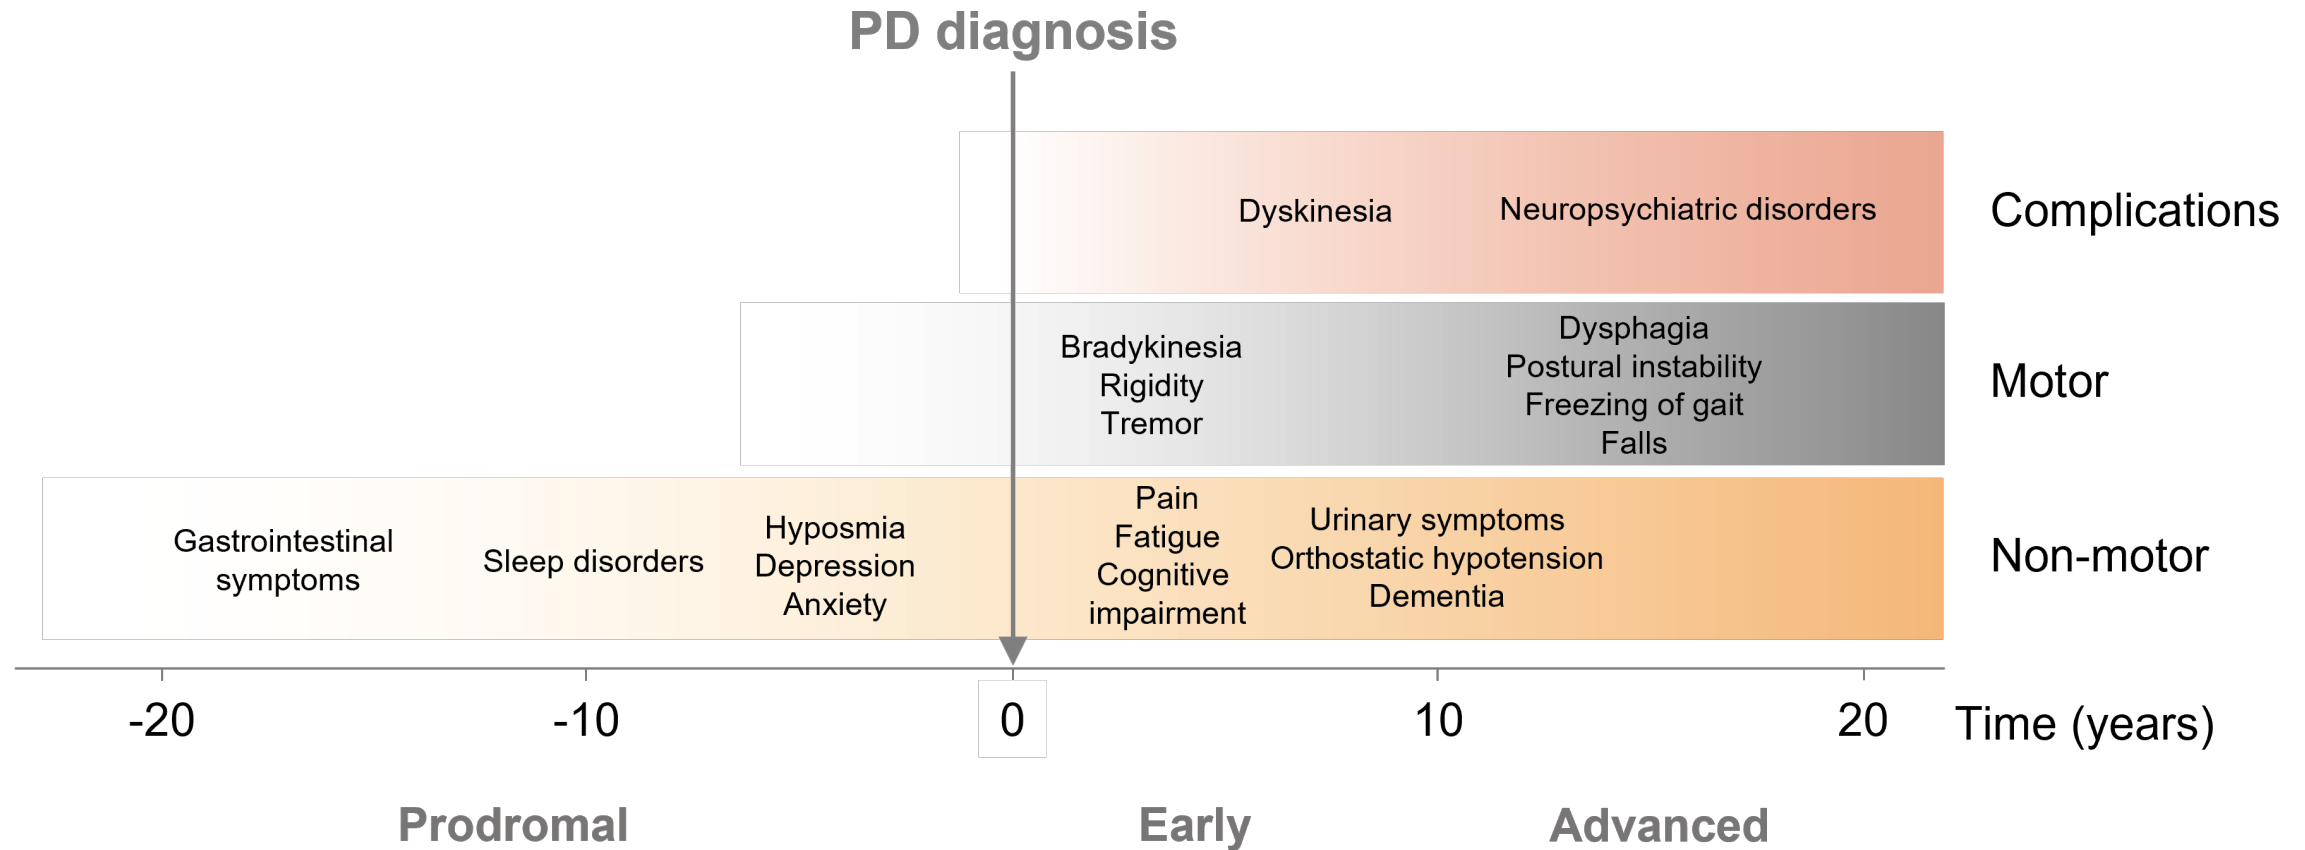 PD diagnosis
Dyskinesia
Neuropsychiatric disorders
Complications
Bradykinesia
Rigidity
Tremor
Dysphagia
Postural instability
Freezing of gait
Falls
Motor
Gastrointestinal
symptoms
Sleep disorders
Hyposmia
Depression
Anxiety
Pain
Fatigue
Cognitive
impairment
Urinary symptoms
Orthostatic hypotension
Dementia
Non-motor
-20
-10
0
10
20
Time (years)
Prodromal
Early
Advanced